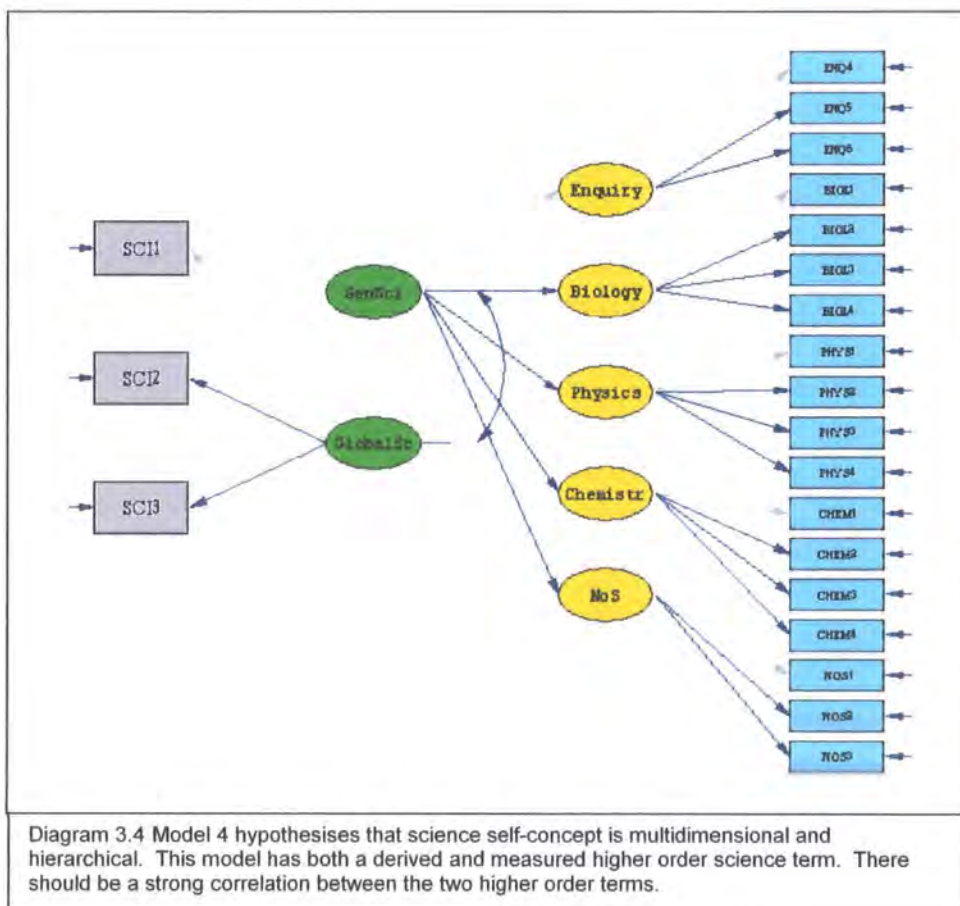 ENQ4
ENQ5
ENQ6
Enquiry
BIOL1
SCI1
BIOL2
GenSci
Biology
BIOL3
BIOL4
PHYS1
SCI2
Physics
PHYS2
PHYS3
GlobalSc
PHYS4
Chemistr
SCI3
CHEM1
CHEM2
CHEM3
NoS
CHEM4
NOS1
NOS2
NOS3
Diagram 3.4 Model 4 hypothesises that science self-concept is multidimensional and
hierarchical. This model has both a derived and measured higher order science term. There
should be a strong correlation between the two higher order terms.